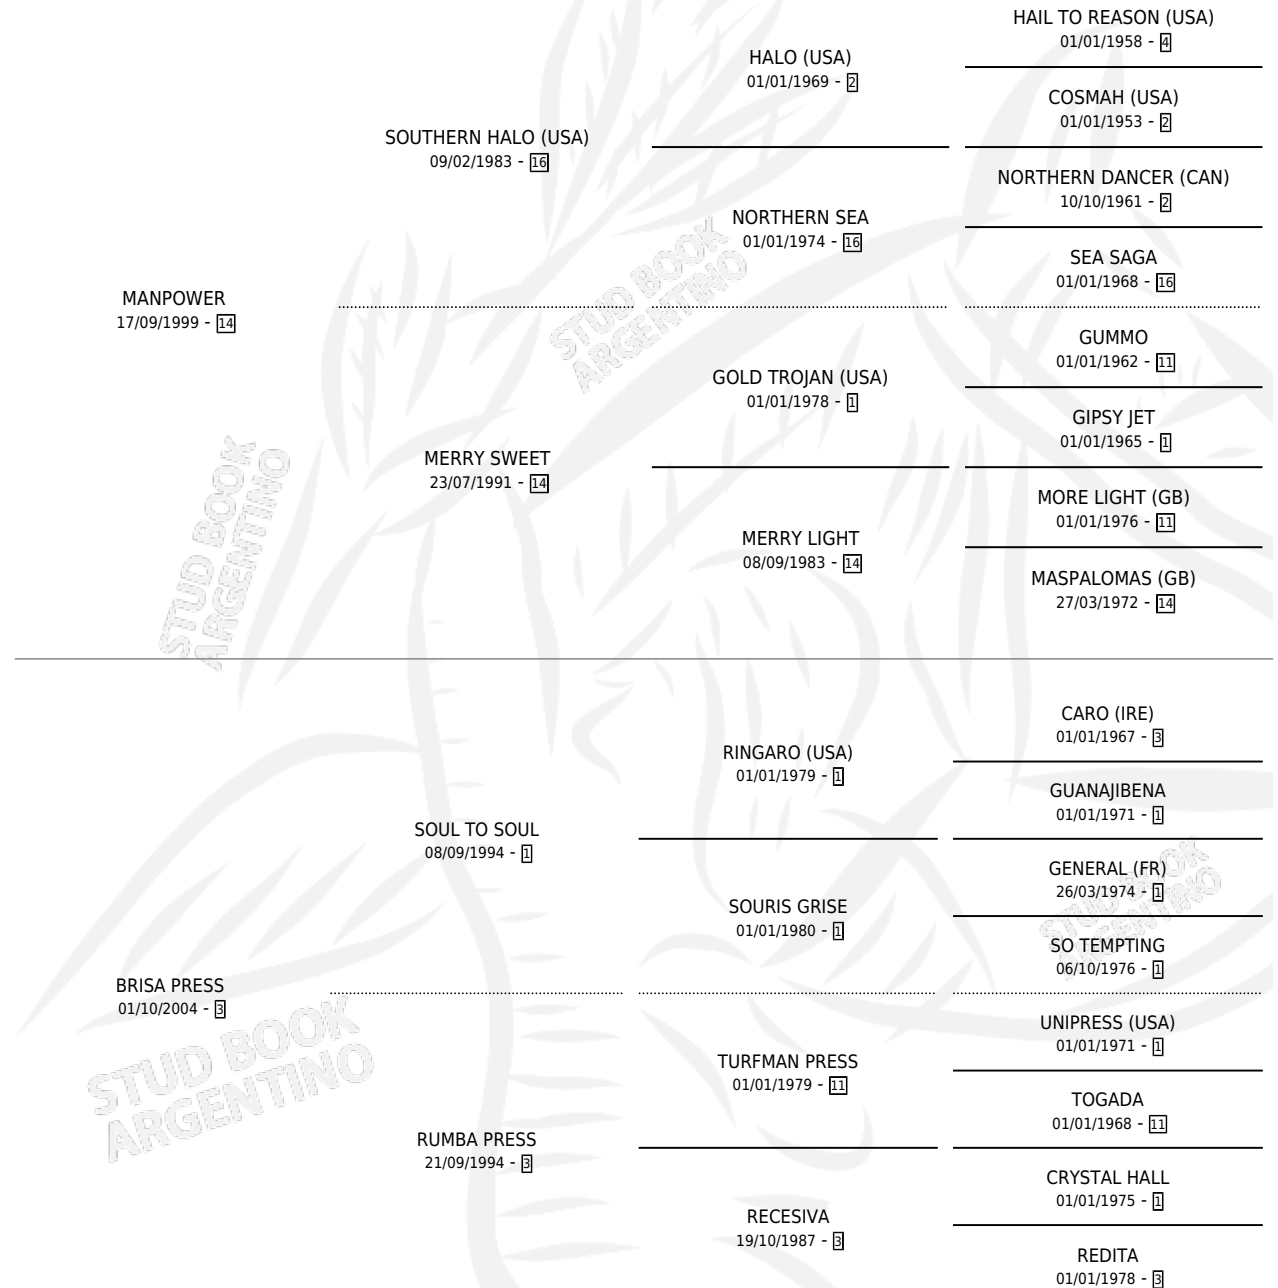 HAIL TO REASON (USA)
01/01/1958 - 4
HALO (USA)
01/01/1969 - 2
COSMAH (USA)
01/01/1953 - 2
SOUTHERN HALO (USA)
09/02/1983 - 16
NORTHERN DANCER (CAN)
10/10/1961 - 2
NORTHERN SEA
01/01/1974 - 16
SEA SAGA
01/01/1968 - 16
MANPOWER
17/09/1999 - 14
GUMMO
01/01/1962 - 11
GOLD TROJAN (USA)
01/01/1978 - 1
GIPSY JET
01/01/1965 - 1
MERRY SWEET
23/07/1991 - 14
MORE LIGHT (GB)
01/01/1976 - 11
MERRY LIGHT
08/09/1983 - 14
MASPALOMAS (GB)
27/03/1972 - 14
CARO (IRE)
01/01/1967 - 3
RINGARO (USA)
01/01/1979 - 1
GUANAJIBENA
01/01/1971 - 1
SOUL TO SOUL
08/09/1994 - 1
GENERAL (FR)
26/03/1974 - 1
SOURIS GRISE
01/01/1980 - 1
SO TEMPTING
06/10/1976 - 1
BRISA PRESS
01/10/2004 - 3
UNIPRESS (USA)
01/01/1971 - 1
TURFMAN PRESS
01/01/1979 - 11
TOGADA
01/01/1968 - 11
RUMBA PRESS
21/09/1994 - 3
CRYSTAL HALL
01/01/1975 - 1
RECESIVA
19/10/1987 - 3
REDITA
01/01/1978 - 3
STUD BOOK
ARGENTINO
STUD BOOK
ARGENTINO
STUD BOOK
ARGENTINO
STUD BOOK
ARGENTINO